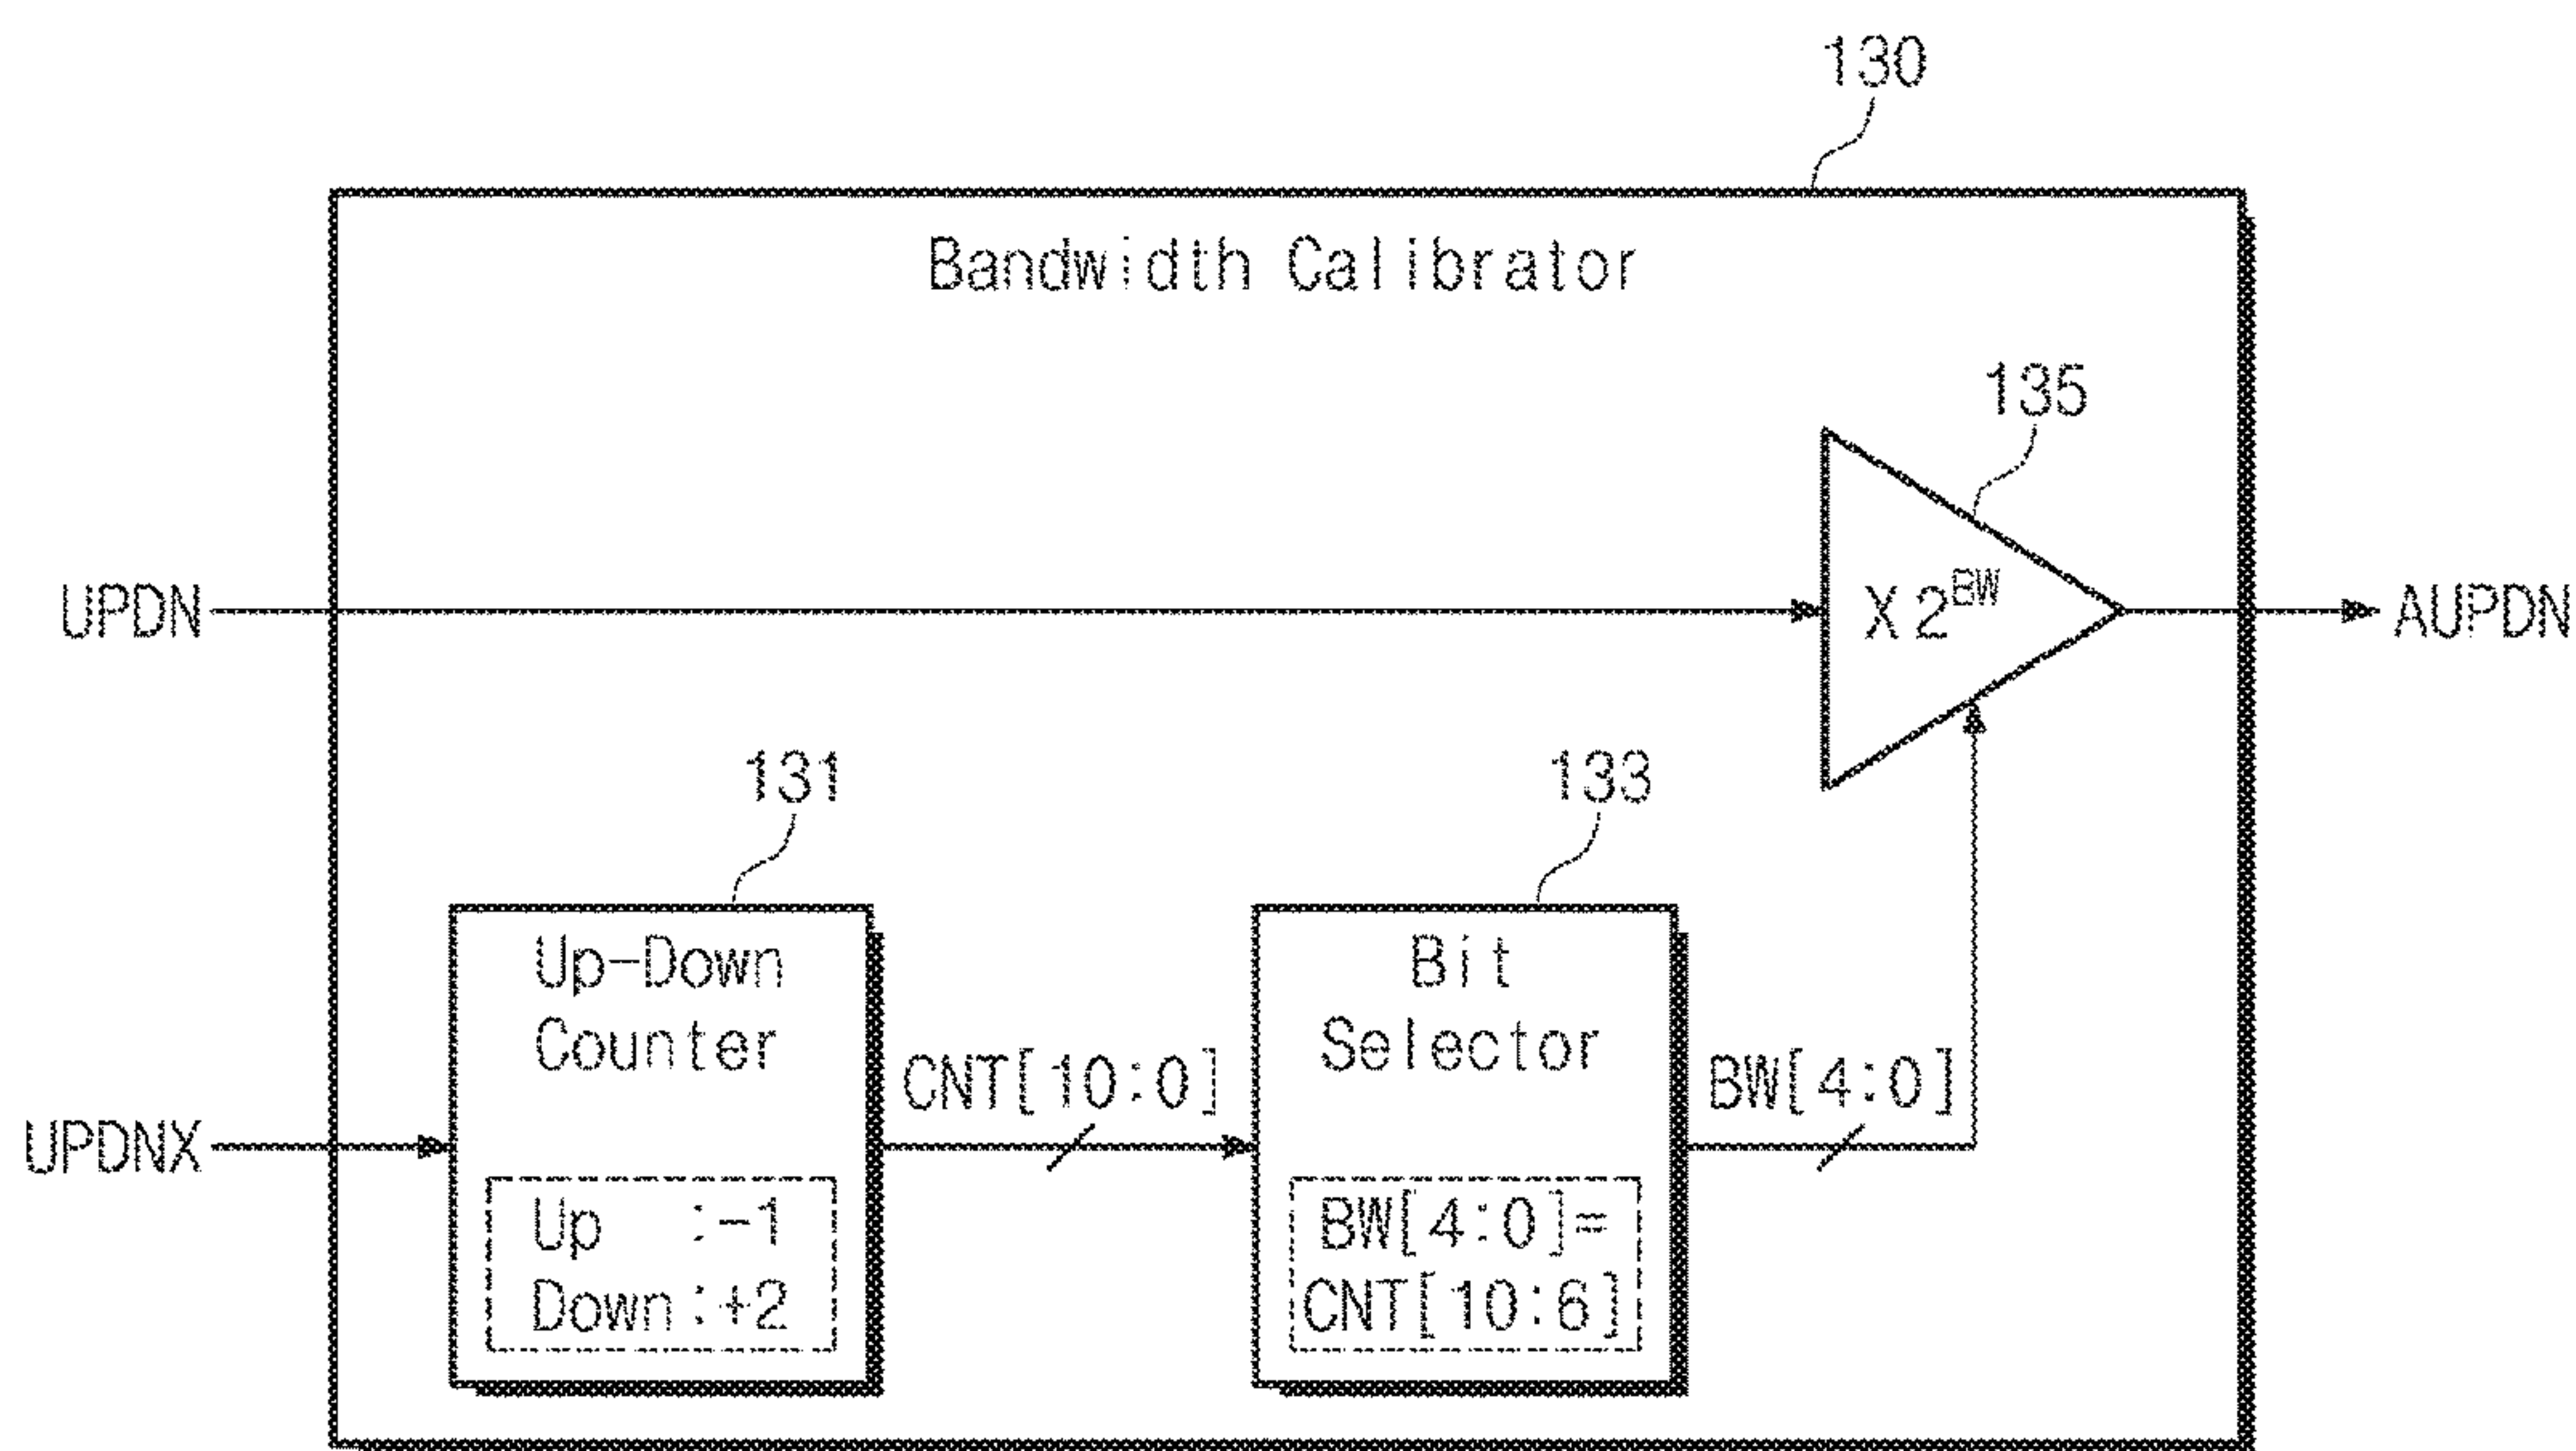 130
Bandwidth Calibrator
135
UPDN
X 2^BW
AUPDN
131
133
Up-Down
Counter
Bit
Selector
CNT[10:0]
BW[4:0]
UPDNX
Up :-1
Down:+2
BW[4:0]=
CNT[10:6]